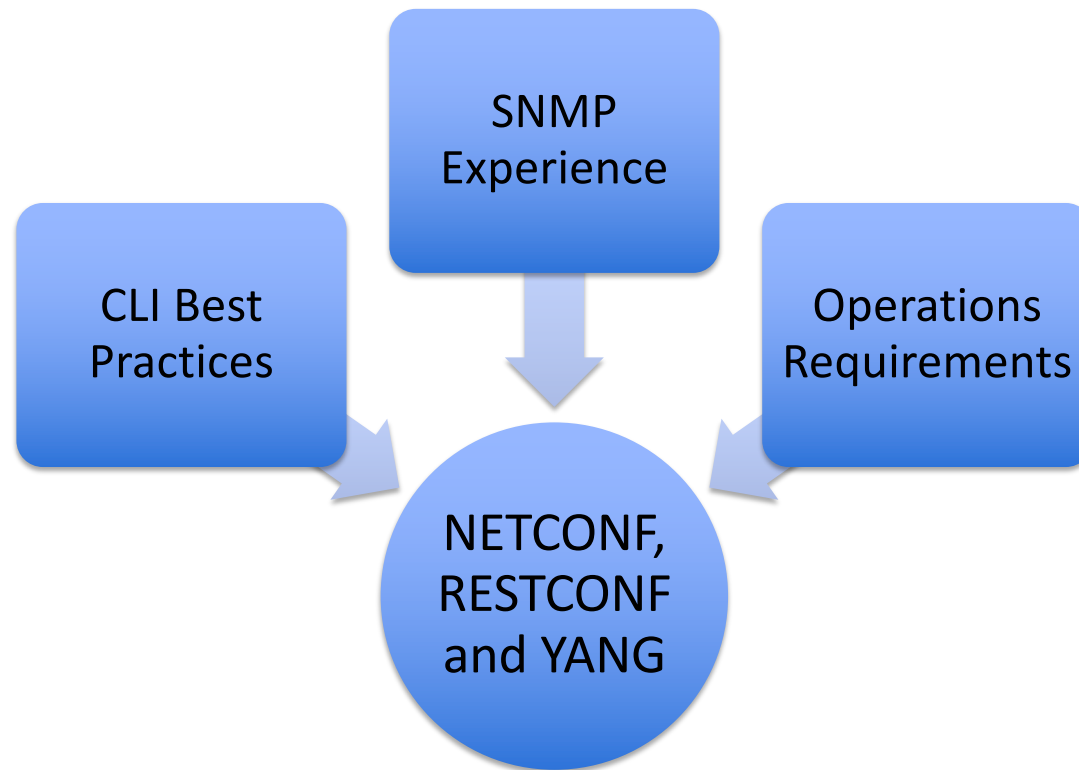 SNMP
Experience
CLI Best
Practices
Operations
Requirements
NETCONF,
RESTCONF
and YANG